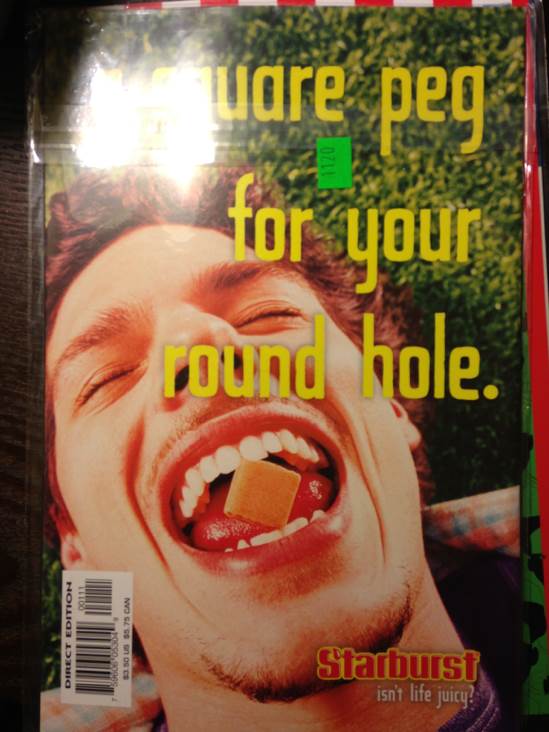 square peg
1120
for your
round hole.
DIRECT EDITION
00111
$3.50 US $5.75 CAN
Starburst
isn't life juicy?